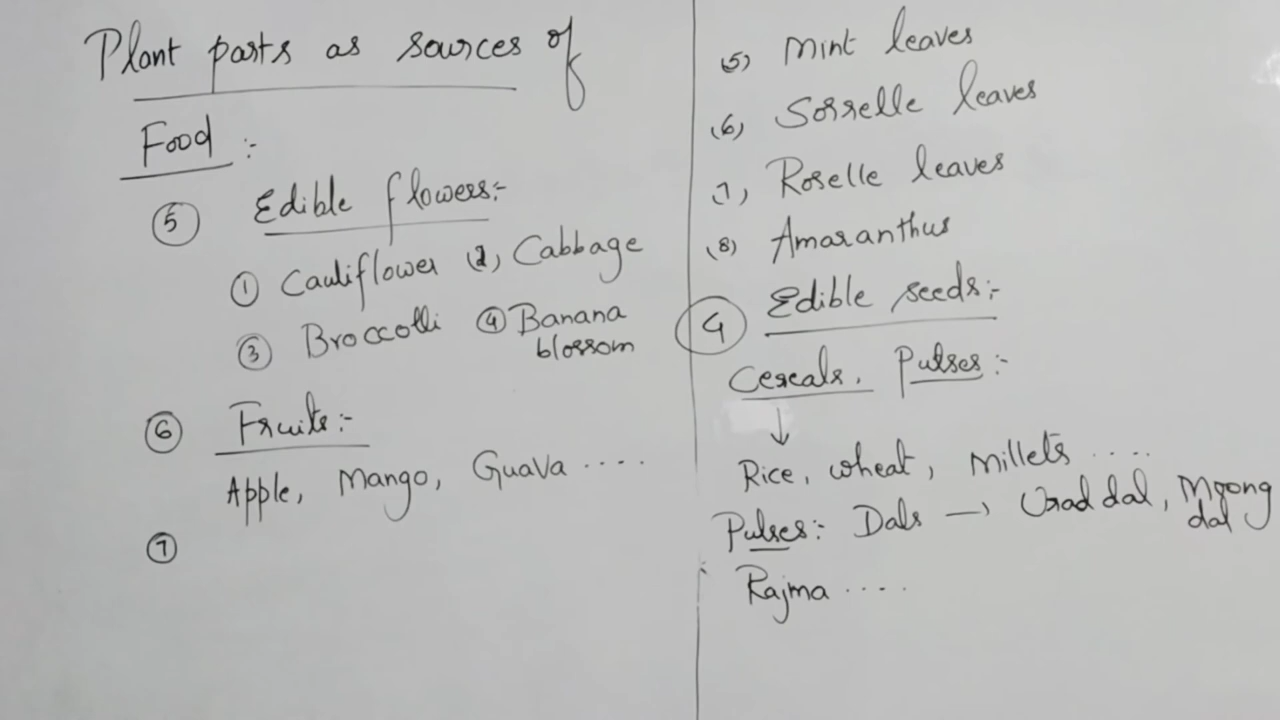 Plant parts as sources of
Food :-
⑤ Edible flowers:-
① Cauliflower (2) Cabbage
③ Broccolli ④ Banana
blossom
⑥ Fruits:-
Apple, Mango, Guava ....
⑦
(5) Mint leaves
(6) Sorrelle leaves
(7) Roselle leaves
(8) Amaranthus
④ Edible seeds:-
Cereals, Pulses :-
↓
Rice, wheat, Millets .....
Pulses: Dals → Urad dal, Moong
dal
Rajma ....